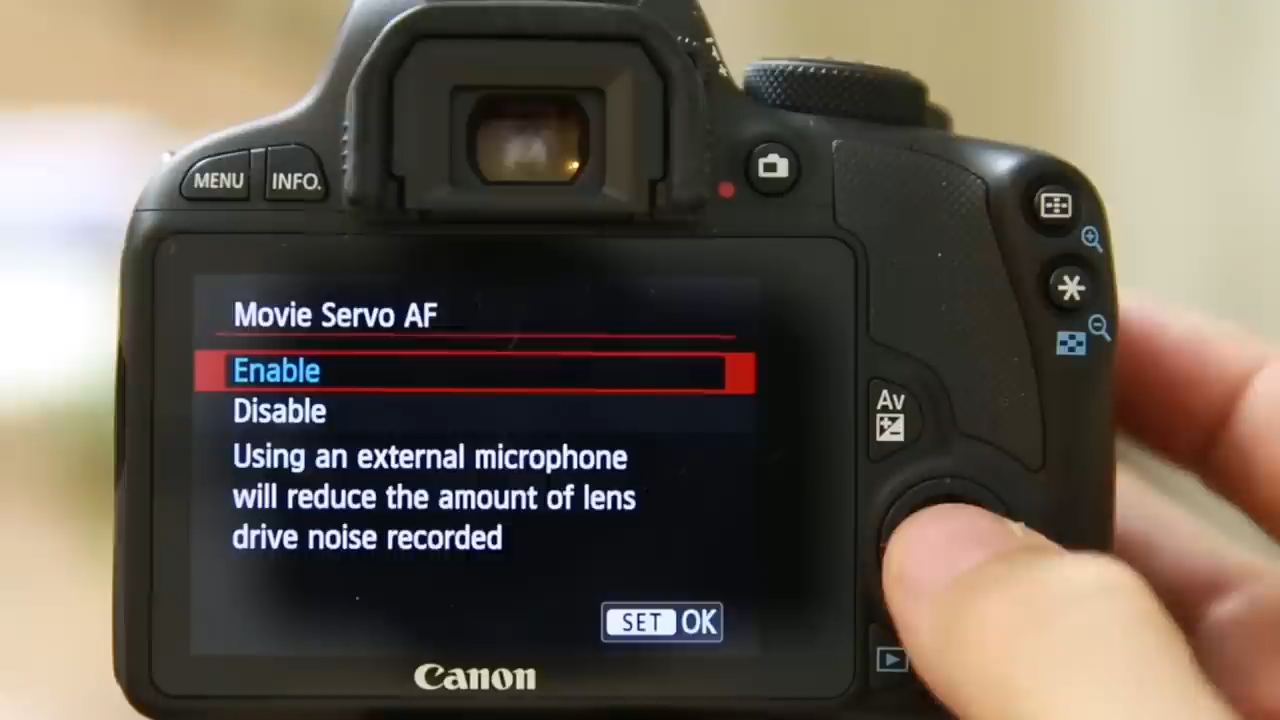 MENU
INFO.
Movie Servo AF
Enable
Disable
Using an external microphone
will reduce the amount of lens
drive noise recorded
SET OK
Av
Canon